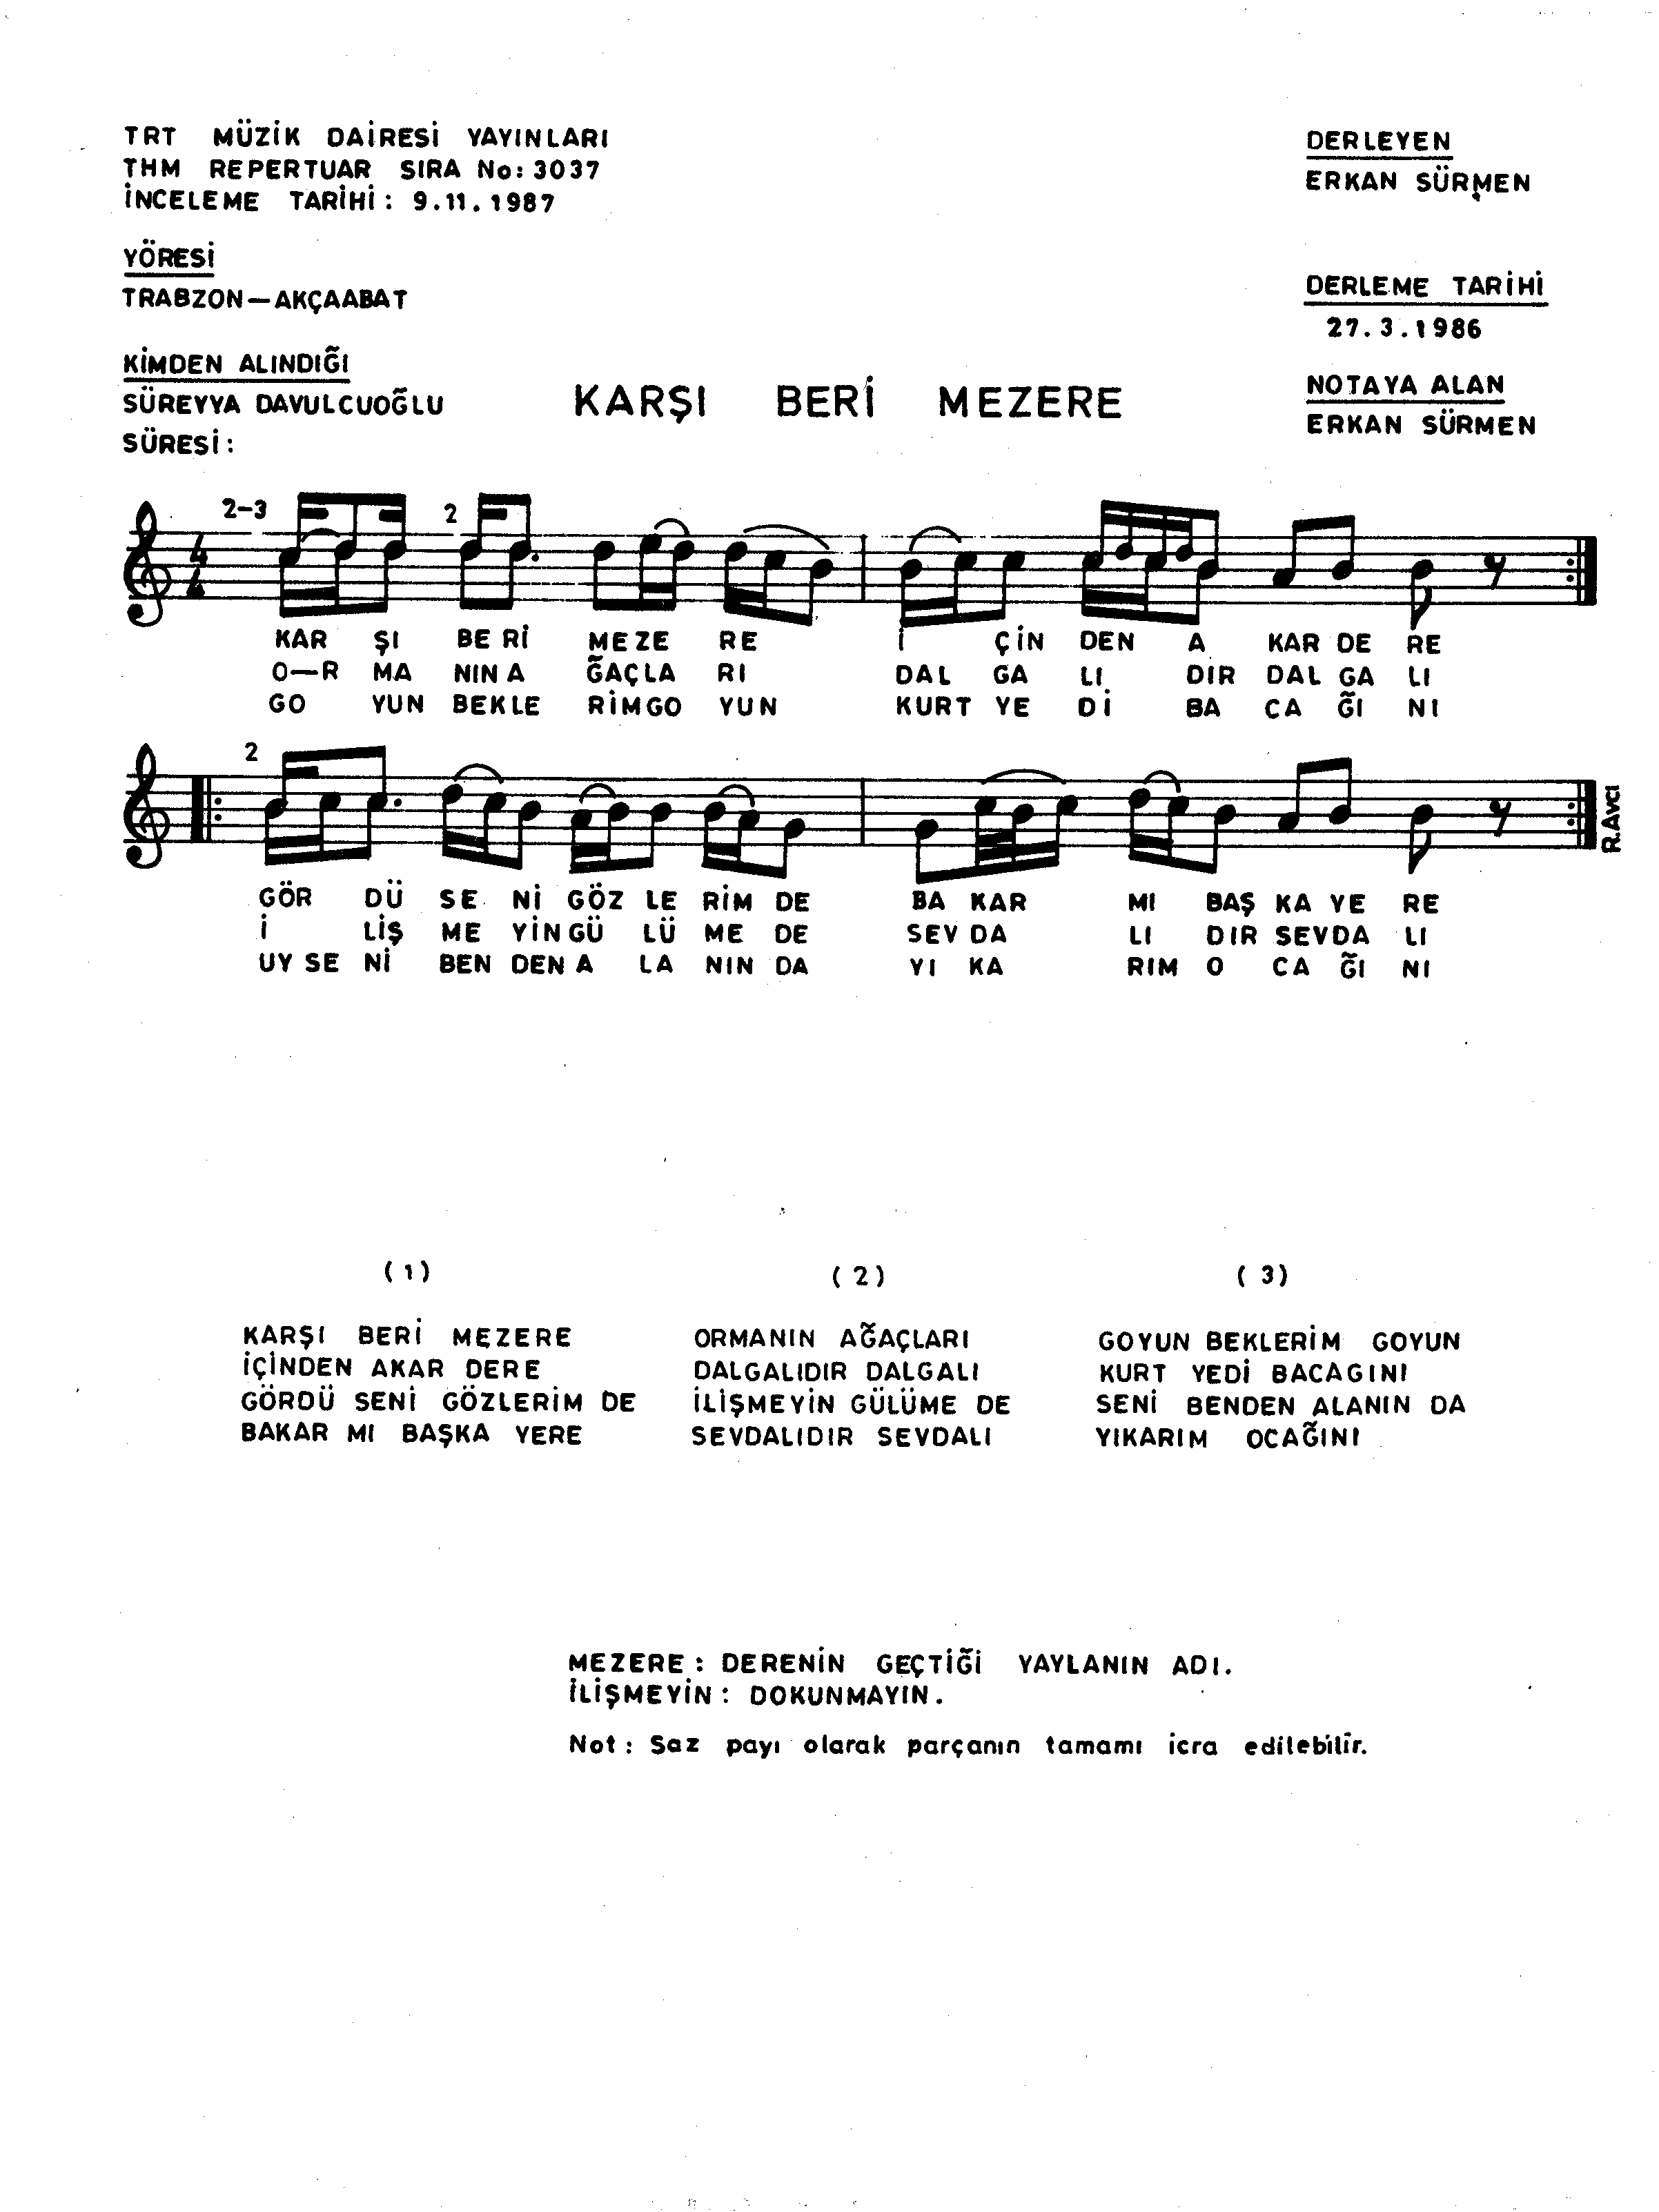 TRT MÜZİK DAİRESİ YAYINLARI
THM REPERTUAR SIRA No: 3037
İNCELEME TARİHİ: 9.11.1987
DERLEYEN
ERKAN SÜRMEN
YÖRESİ
TRABZON—AKÇAABAT
DERLEME TARİHİ
27.3.1986
KİMDEN ALINDIĞI
SÜREYYA DAVULCUOĞLU
SÜRESİ:
KARŞI BERİ MEZERE
NOTAYA ALAN
ERKAN SÜRMEN
2-3 2
4
4
KAR ŞI BE Rİ ME ZE RE İ ÇİN DEN A KAR DE RE
O—R MA NIN A ĞAÇ LA RI DAL GA LI DIR DAL GA LI
GO YUN BEK LE RİM GO YUN KURT YE Dİ BA CA ĞI NI
2
R.AVCI
GÖR DÜ SE Nİ GÖZ LE RİM DE BA KAR MI BAŞ KA YE RE
İ LİŞ ME YİN GÜ LÜ ME DE SEV DA LI DIR SEV DA LI
UY SE Nİ BEN DEN A LA NIN DA YI KA RIM O CA ĞI NI
(1)
KARŞI BERİ MEZERE
İÇİNDEN AKAR DERE
GÖRDÜ SENİ GÖZLERİM DE
BAKAR MI BAŞKA YERE
(2)
ORMANIN AĞAÇLARI
DALGALIDIR DALGALI
İLİŞMEYİN GÜLÜME DE
SEVDALIDIR SEVDALI
(3)
GOYUN BEKLERİM GOYUN
KURT YEDİ BACAGINI
SENİ BENDEN ALANIN DA
YIKARIM OCAĞINI
MEZERE: DERENİN GEÇTİĞİ YAYLANIN ADI.
İLİŞMEYİN: DOKUNMAYIN.
Not: Saz payı olarak parçanın tamamı icra edilebilir.